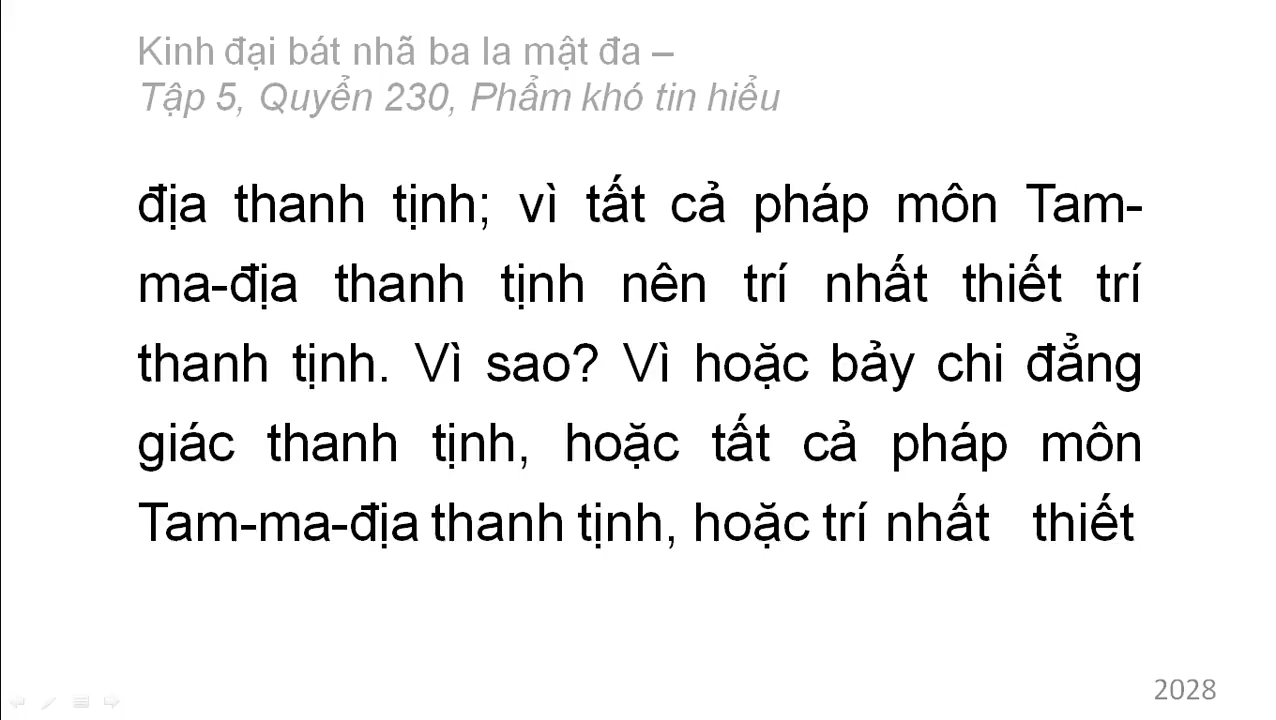 Kinh đại bát nhã ba la mật đa –
Tập 5, Quyển 230, Phẩm khó tin hiểu
địa thanh tịnh; vì tất cả pháp môn Tam-
ma-địa thanh tịnh nên trí nhất thiết trí
thanh tịnh. Vì sao? Vì hoặc bảy chi đẳng
giác thanh tịnh, hoặc tất cả pháp môn
Tam-ma-địa thanh tịnh, hoặc trí nhất thiết
2028